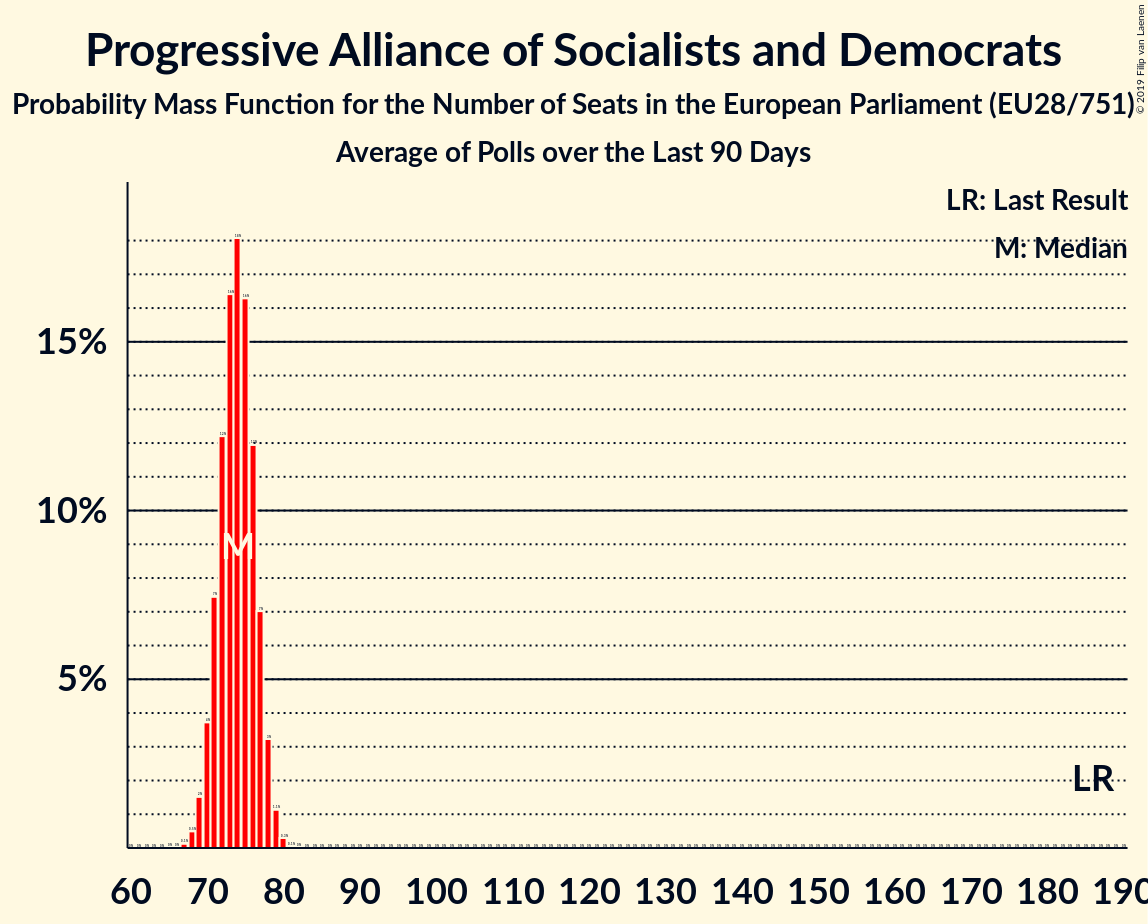 Progressive Alliance of Socialists and Democrats
Probability Mass Function for the Number of Seats in the European Parliament (EU28/751)
Average of Polls over the Last 90 Days
© 2019 Filip van Laenen
LR: Last Result
M: Median
15%
10%
5%
M
LR
60 70 80 90 100 110 120 130 140 150 160 170 180 190